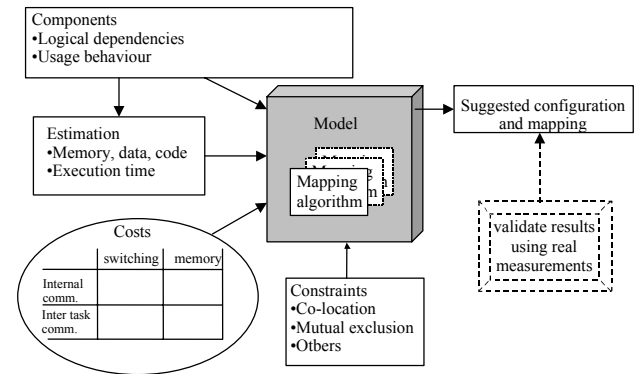 Components
•Logical dependencies
•Usage behaviour
Estimation
•Memory, data, code
•Execution time
Model
Mapping
algorithm
Suggested configuration
and mapping
validate results
using real
measurements
Costs
switching memory
Internal
comm.
Inter task
comm.
Constraints
•Co-location
•Mutual exclusion
•Otbers